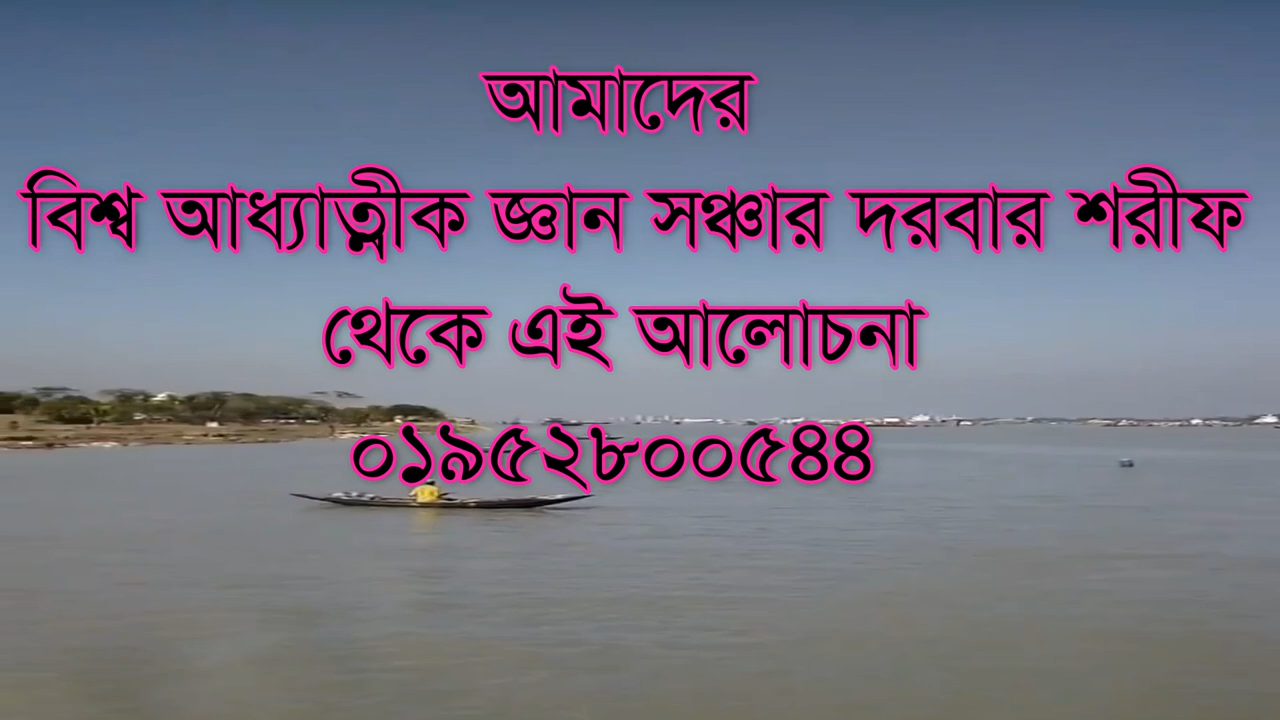 আমাদের
বিশ্ব আধ্যাত্নীক জ্ঞান সঞ্চার দরবার শরীফ
থেকে এই আলোচনা
০১৯৫২৮০০৫৪৪